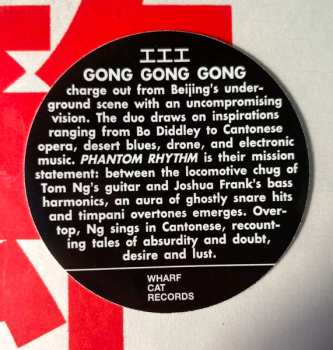 III
GONG GONG GONG
charge out from Beijing's under-
ground scene with an uncompromising
vision. The duo draws on inspirations
ranging from Bo Diddley to Cantonese
opera, desert blues, drone, and electronic
music. PHANTOM RHYTHM is their mission
statement: between the locomotive chug of
Tom Ng's guitar and Joshua Frank's bass
harmonics, an aura of ghostly snare hits
and timpani overtones emerges. Over-
top, Ng sings in Cantonese, recount-
ing tales of absurdity and doubt,
desire and lust.
WHARF
CAT
RECORDS